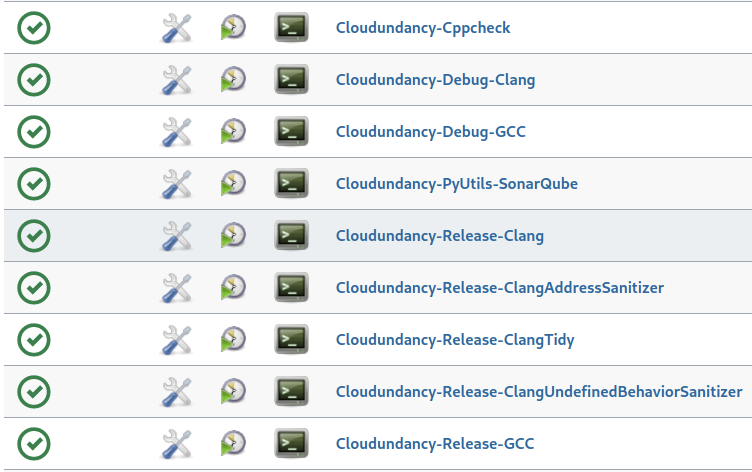 Cloudundancy-Cppcheck
Cloudundancy-Debug-Clang
Cloudundancy-Debug-GCC
Cloudundancy-PyUtils-SonarQube
Cloudundancy-Release-Clang
Cloudundancy-Release-ClangAddressSanitizer
Cloudundancy-Release-ClangTidy
Cloudundancy-Release-ClangUndefinedBehaviorSanitizer
Cloudundancy-Release-GCC